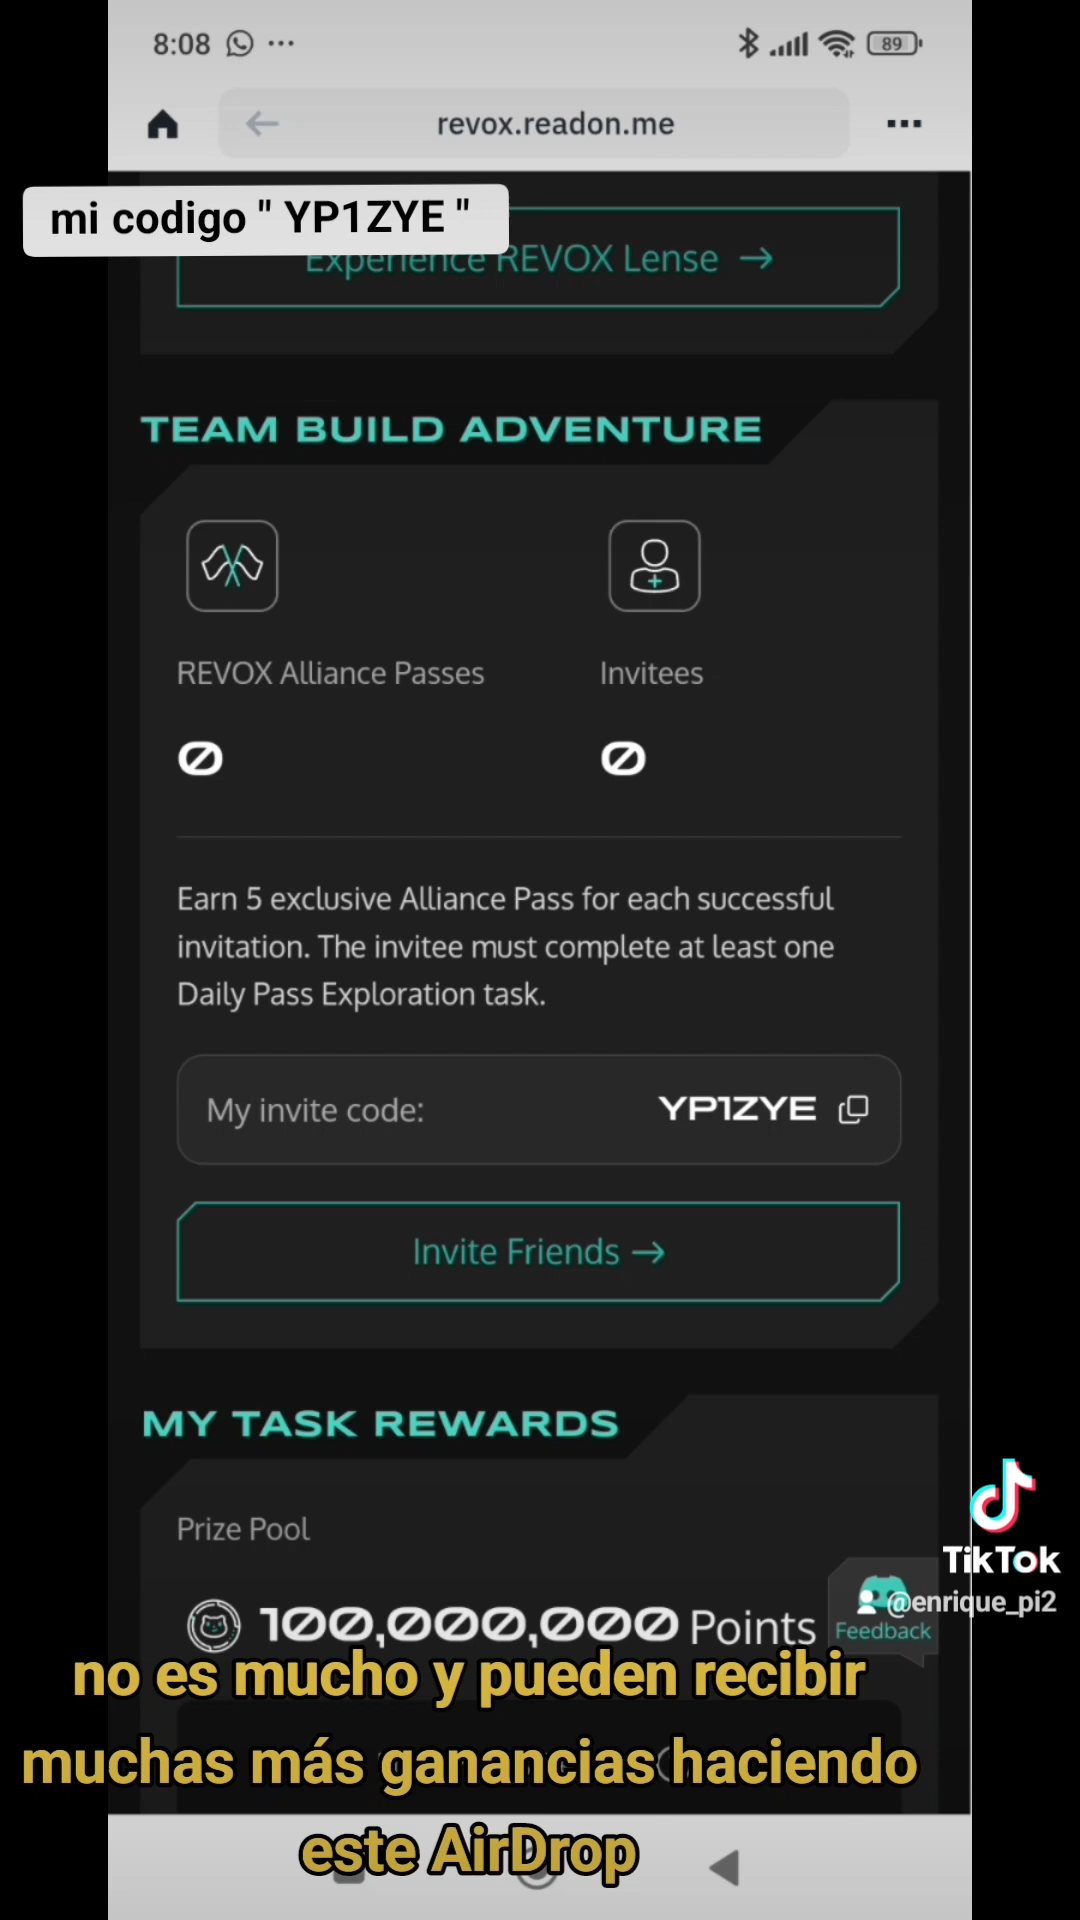 8:08
89
revox.readon.me
mi codigo " YP1ZYE "
Experience REVOX Lense →
TEAM BUILD ADVENTURE
REVOX Alliance Passes
Invitees
0
0
Earn 5 exclusive Alliance Pass for each successful
invitation. The invitee must complete at least one
Daily Pass Exploration task.
My invite code:
YP1ZYE
Invite Friends →
MY TASK REWARDS
Prize Pool
TikTok
@enrique_pi2
100,000,000 Points
Feedback
no es mucho y pueden recibir
muchas más ganancias haciendo
este AirDrop